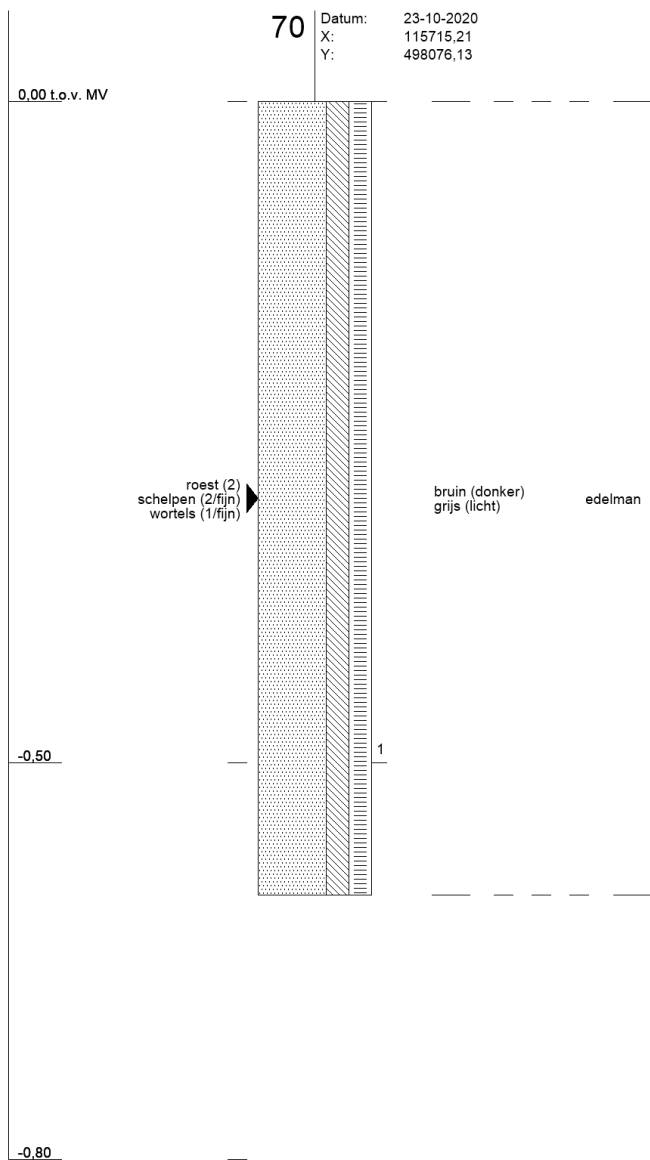 70
Datum: 23-10-2020
X: 115715,21
Y: 498076,13
0,00 t.o.v. MV
roest (2)
schelpen (2/fijn)
wortels (1/fijn)
bruin (donker)
grijs (licht)
edelman
-0,50
1
-0,80